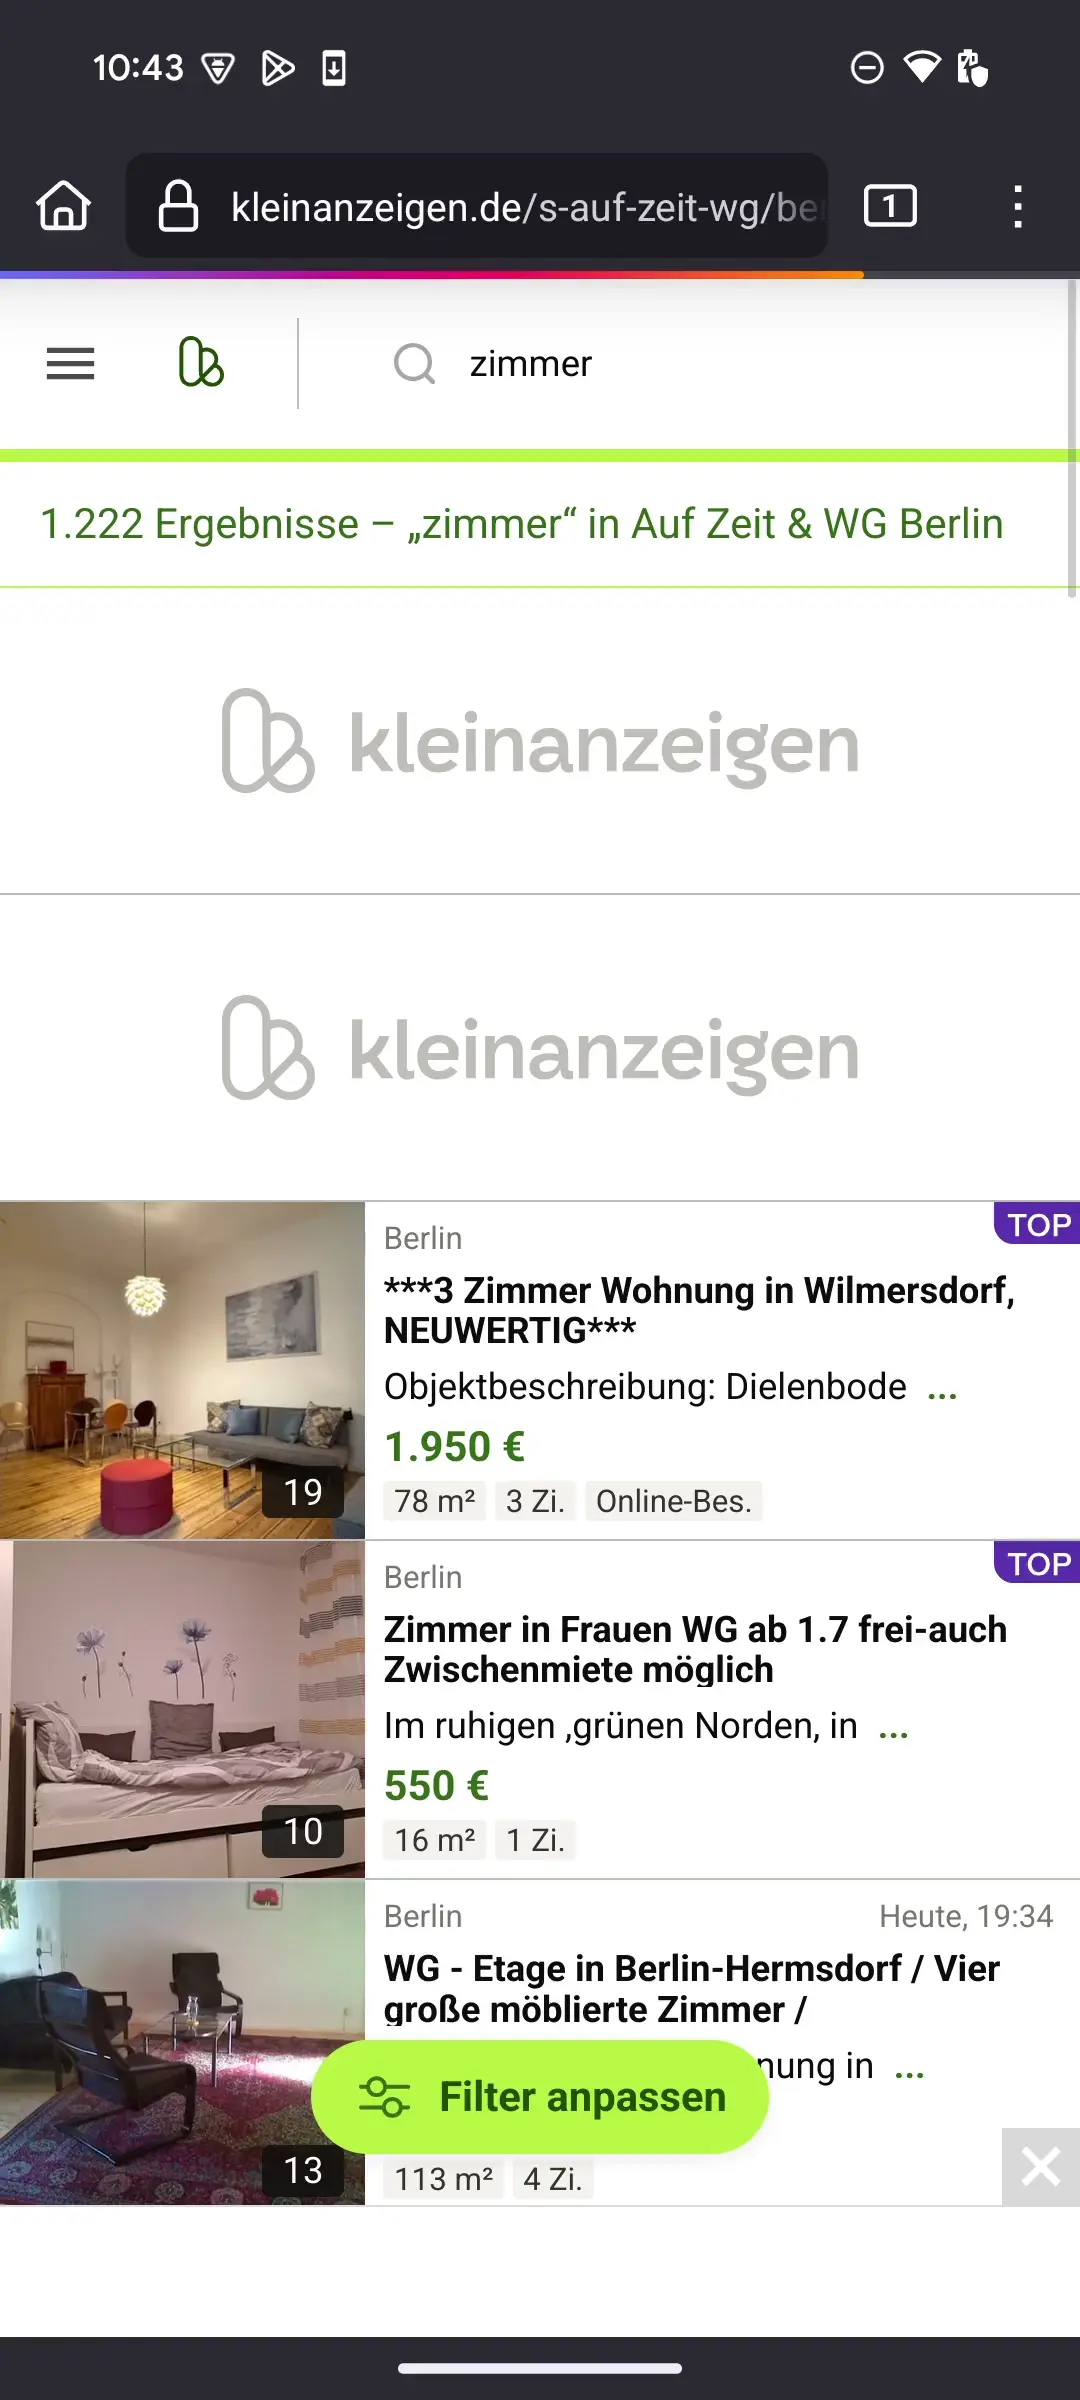 10:43
kleinanzeigen.de/s-auf-zeit-wg/be
1
zimmer
1.222 Ergebnisse – „zimmer“ in Auf Zeit & WG Berlin
kleinanzeigen
kleinanzeigen
Berlin
TOP
***3 Zimmer Wohnung in Wilmersdorf,
NEUWERTIG***
Objektbeschreibung: Dielenbode ...
1.950 €
19
78 m² 3 Zi. Online-Bes.
Berlin
TOP
Zimmer in Frauen WG ab 1.7 frei-auch
Zwischenmiete möglich
Im ruhigen ,grünen Norden, in ...
550 €
10
16 m² 1 Zi.
Berlin
Heute, 19:34
WG - Etage in Berlin-Hermsdorf / Vier
große möblierte Zimmer /
nung in ...
Filter anpassen
13
113 m² 4 Zi.